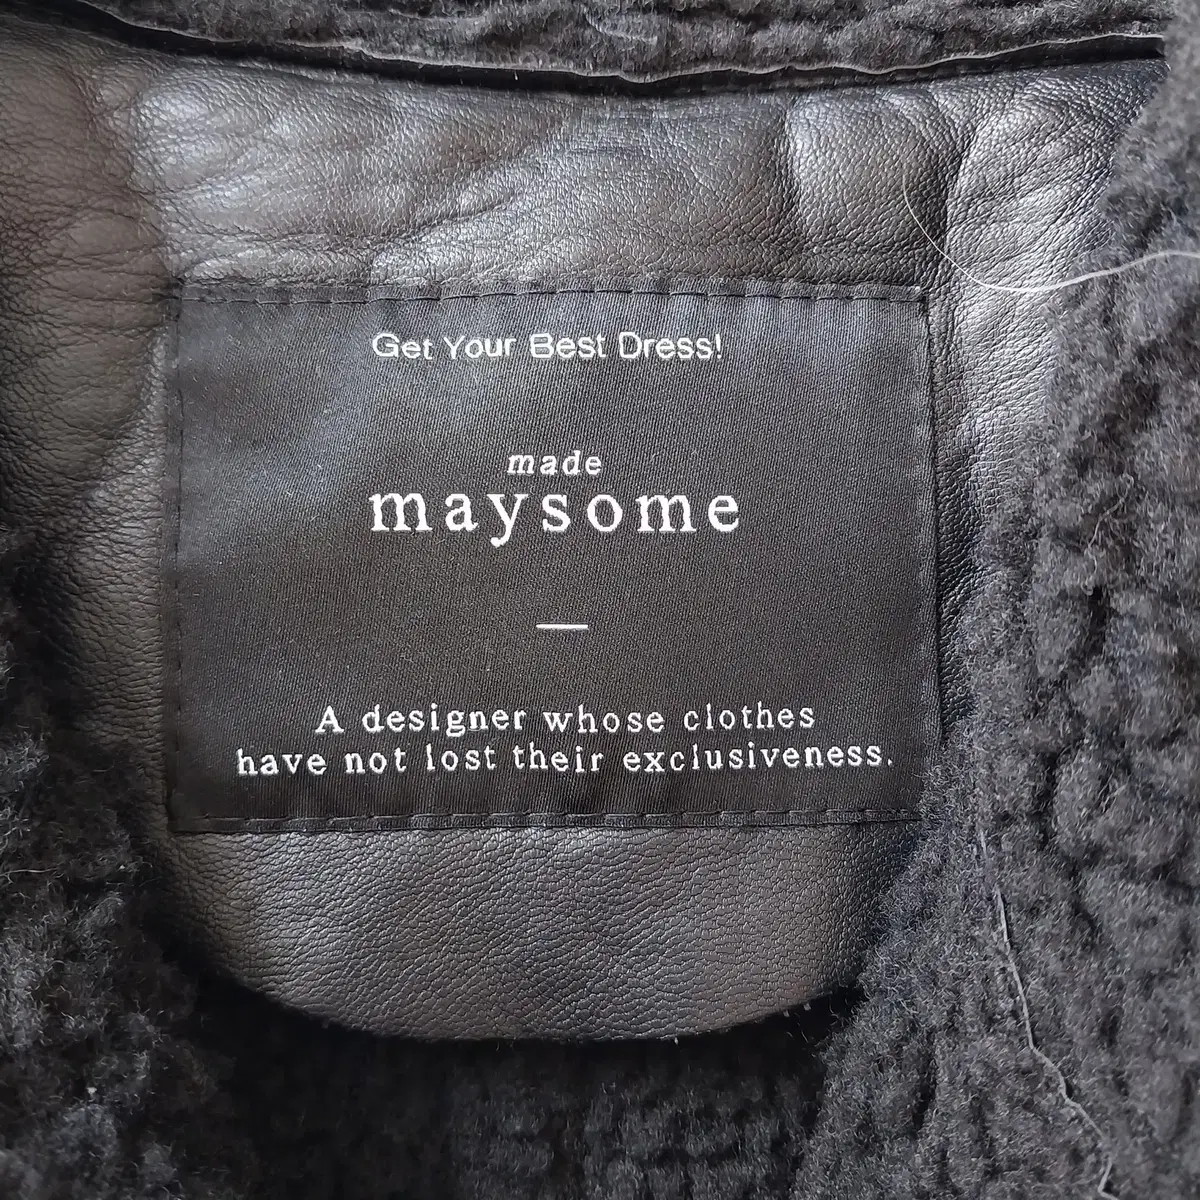 Get Your Best Dress!
made
maysome
A designer whose clothes
have not lost their exclusiveness.